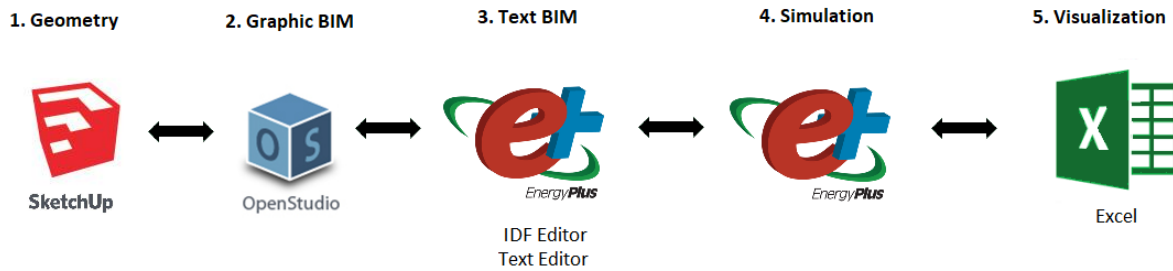 1. Geometry
2. Graphic BIM
3. Text BIM
4. Simulation
5. Visualization
SketchUp
OS
OpenStudio
e+
EnergyPlus
IDF Editor
Text Editor
e+
EnergyPlus
X
Excel